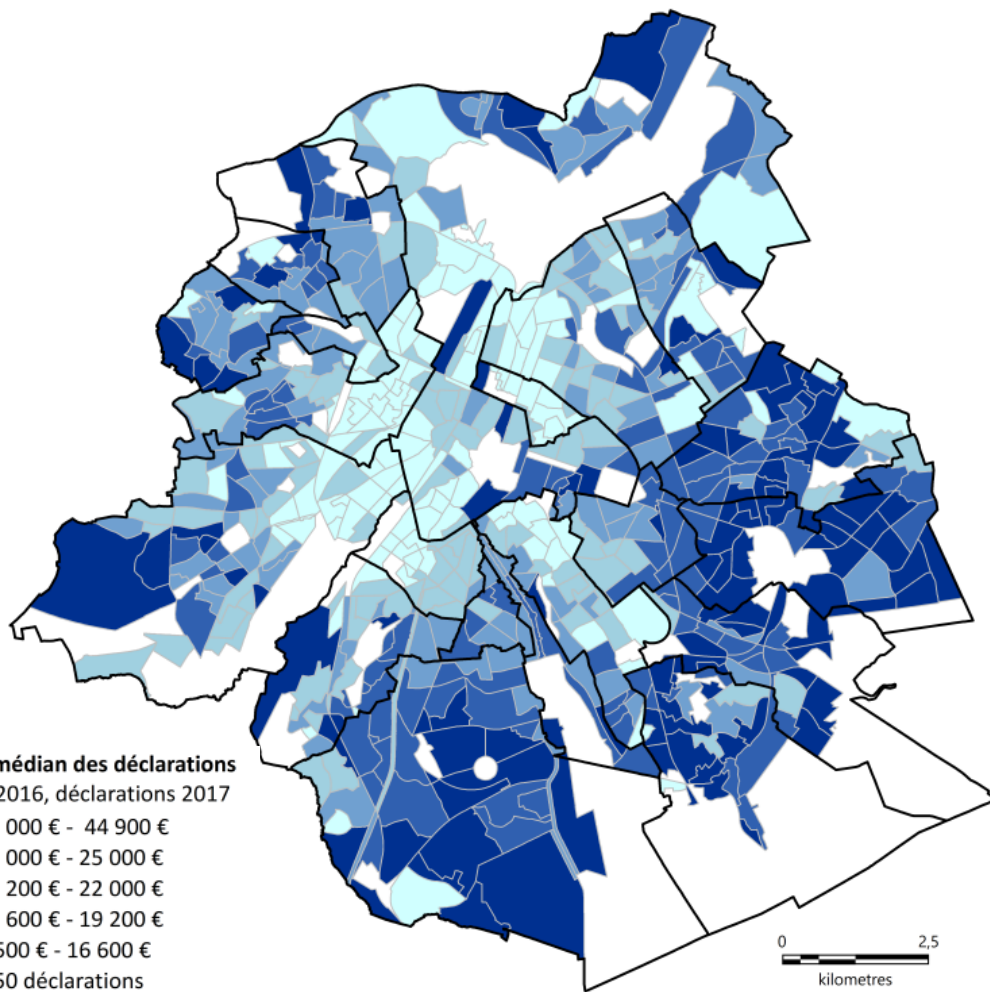 médian des déclarations
2016, déclarations 2017
000 € - 44 900 €
000 € - 25 000 €
200 € - 22 000 €
600 € - 19 200 €
500 € - 16 600 €
50 déclarations
0 2,5
kilometres